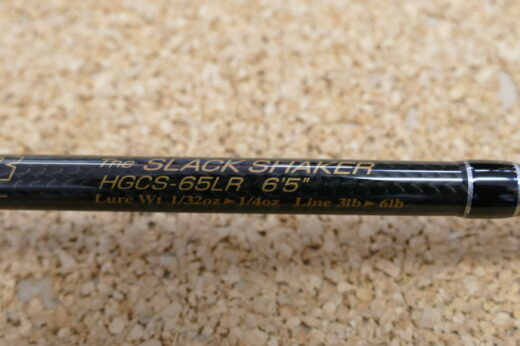 The SLACK SHAKER
HGCS-65LR 6'5"
Lure Wt 1/32oz►1/4oz Line 3lb►6lb